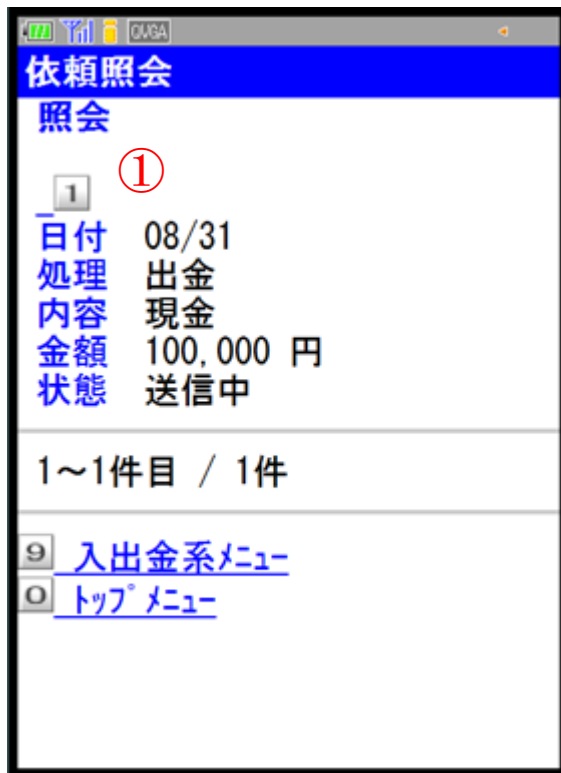 QVGA
依頼照会
照会
1 ①
日付 08/31
処理 出金
内容 現金
金額 100,000 円
状態 送信中
1～1件目 / 1件
9 入出金系ﾒﾆｭｰ
0 ﾄｯﾌﾟﾒﾆｭｰ